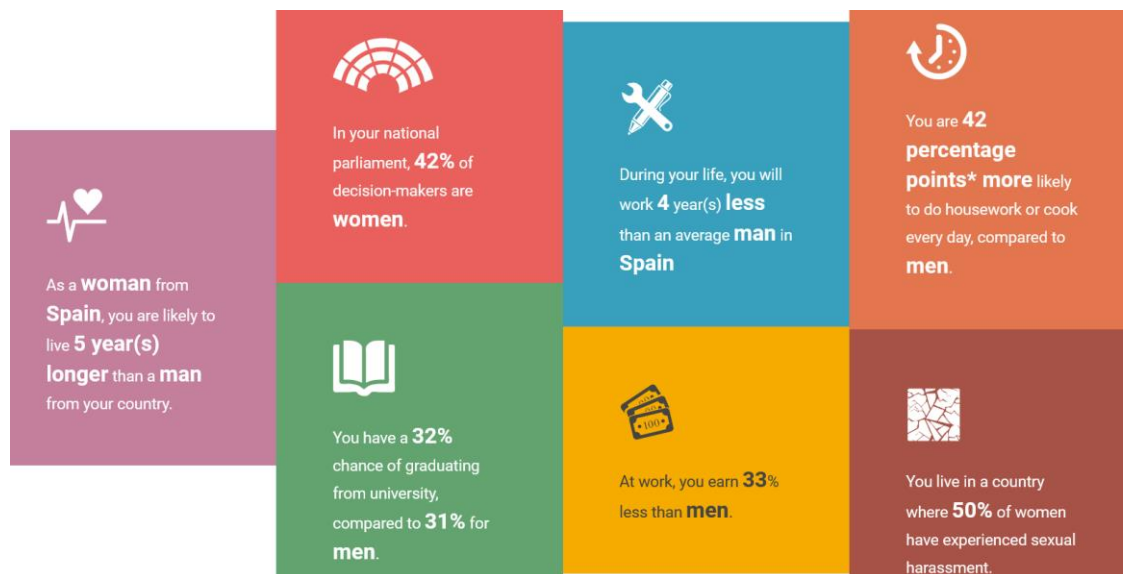 As a woman from
Spain, you are likely to
live 5 year(s)
longer than a man
from your country.
In your national
parliament, 42% of
decision-makers are
women.
You have a 32%
chance of graduating
from university,
compared to 31% for
men.
During your life, you will
work 4 year(s) less
than an average man in
Spain
100
At work, you earn 33%
less than men.
You are 42
percentage
points* more likely
to do housework or cook
every day, compared to
men.
You live in a country
where 50% of women
have experienced sexual
harassment.